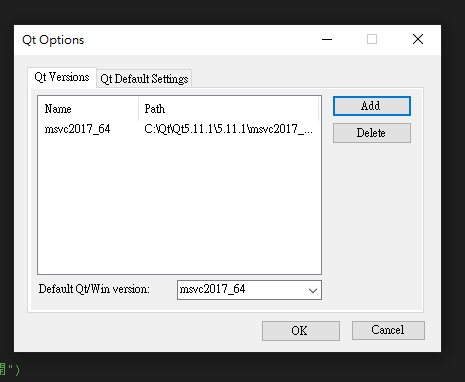 Qt Options
Qt Versions Qt Default Settings
Name Path
msvc2017_64 C:\Qt\Qt5.11.1\5.11.1\msvc2017_...
Add
Delete
Default Qt/Win version: msvc2017_64
OK Cancel
")